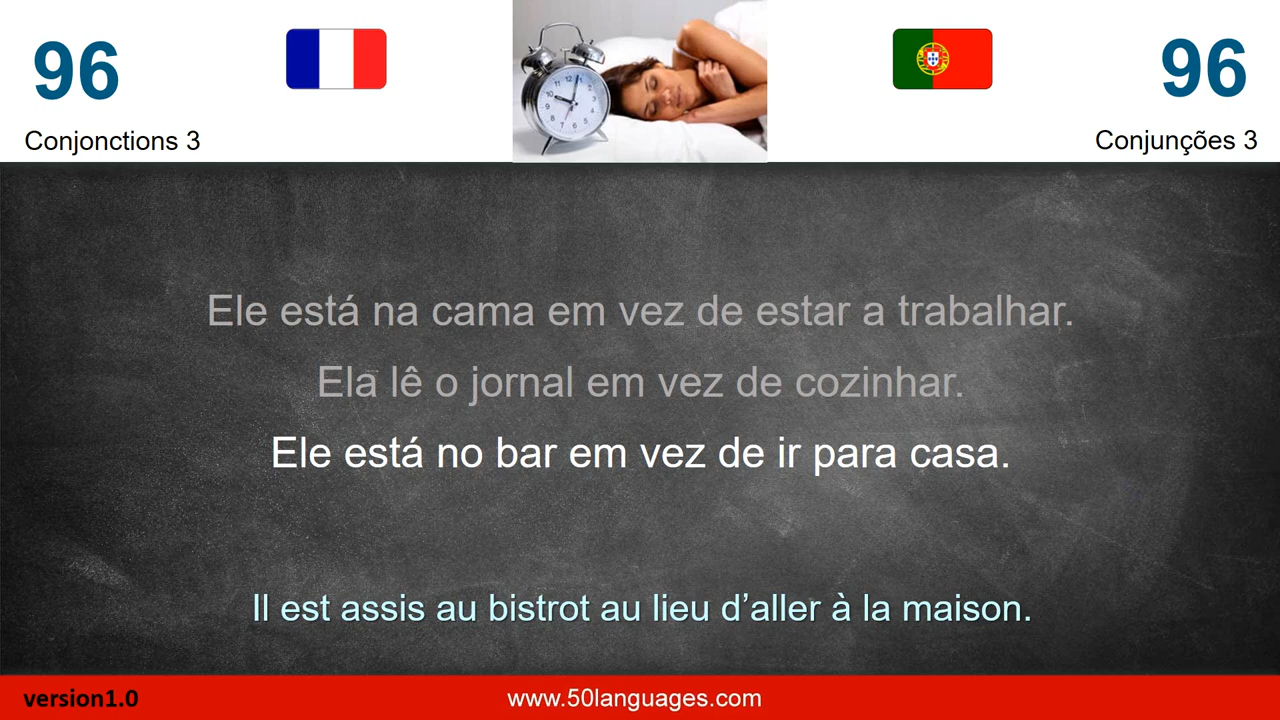 96
96
Conjonctions 3
Conjunções 3
Ele está na cama em vez de estar a trabalhar.
Ela lê o jornal em vez de cozinhar.
Ele está no bar em vez de ir para casa.
Il est assis au bistrot au lieu d’aller à la maison.
version1.0
www.50languages.com